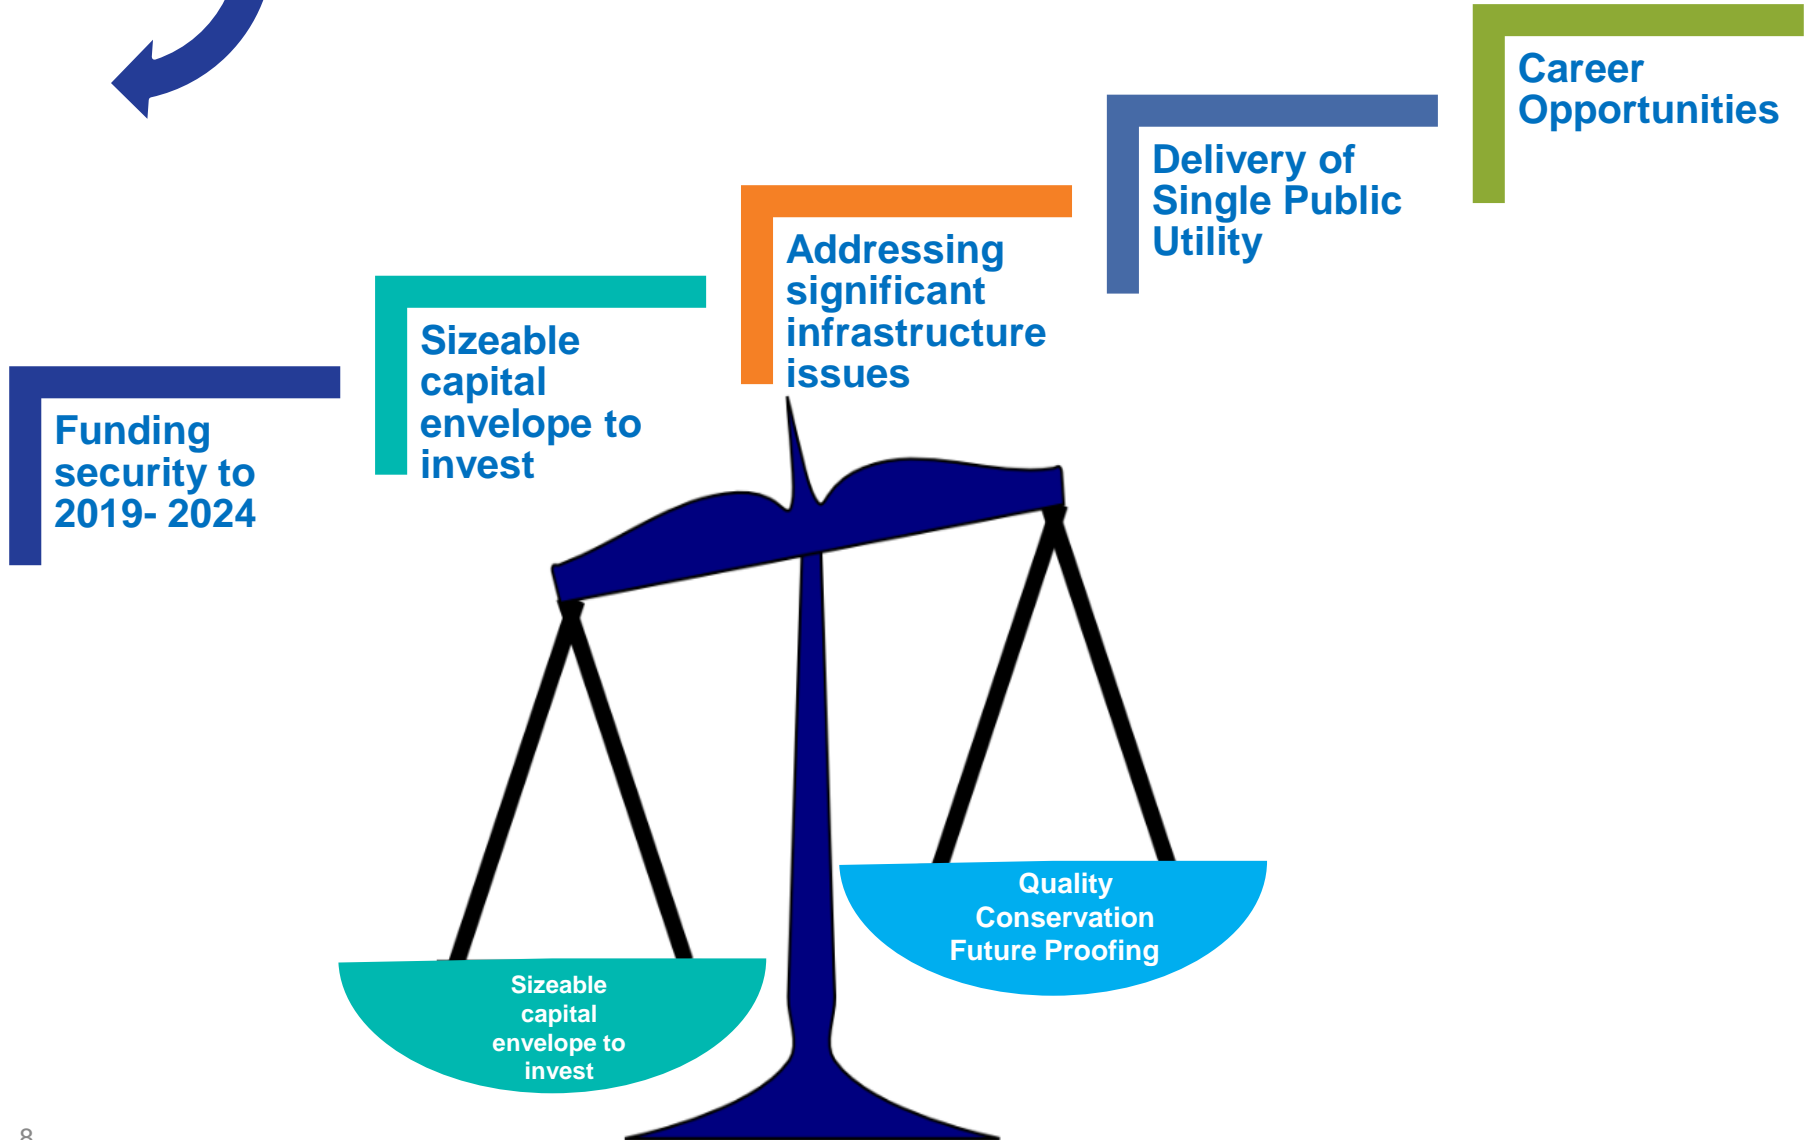 Funding
security to
2019- 2024
Sizeable
capital
envelope to
invest
Addressing
significant
infrastructure
issues
Delivery of
Single Public
Utility
Career
Opportunities
Sizeable
capital
envelope to
invest
Quality
Conservation
Future Proofing
8